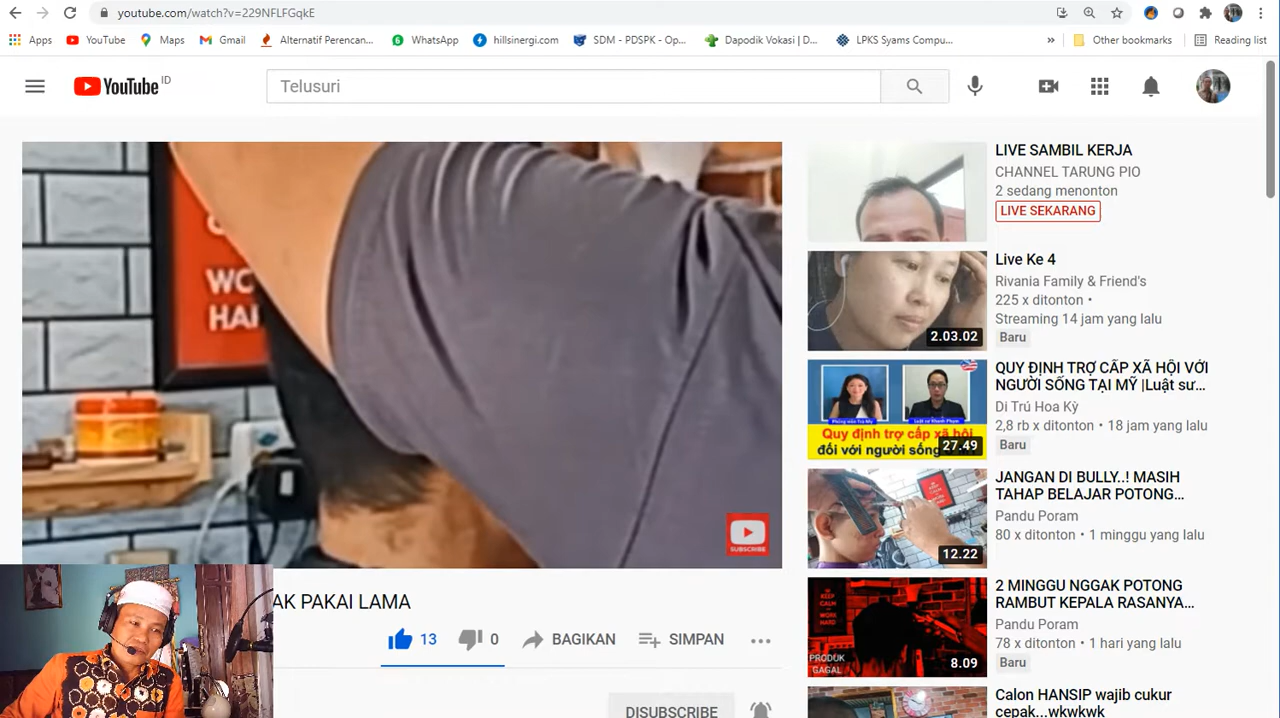 youtube.com/watch?v=229NFLFGqkE
Apps YouTube Maps Gmail Alternatif Perencan... WhatsApp hillsinergi.com SDM - PDSPK - Op... Dapodik Vokasi | D... LPKS Syams Compu... » Other bookmarks Reading list
YouTube ID
Telusuri
WO
HAR
SUBSCRIBE
AK PAKAI LAMA
13 0 BAGIKAN SIMPAN
DISUBSCRIBE
LIVE SAMBIL KERJA
CHANNEL TARUNG PIO
2 sedang menonton
LIVE SEKARANG
2.03.02
Live Ke 4
Rivania Family & Friend's
225 x ditonton •
Streaming 14 jam yang lalu
Baru
Quy định trợ cấp xã hội
đối với người sống
27.49
QUY ĐỊNH TRỢ CẤP XÃ HỘI VỚI
NGƯỜI SỐNG TẠI MỸ |Luật sư...
Di Trú Hoa Kỳ
2,8 rb x ditonton • 18 jam yang lalu
Baru
12.22
JANGAN DI BULLY..! MASIH
TAHAP BELAJAR POTONG...
Pandu Poram
80 x ditonton • 1 minggu yang lalu
KEEP
CALM
WORK
HARD
PRODUK
GAGAL
8.09
2 MINGGU NGGAK POTONG
RAMBUT KEPALA RASANYA...
Pandu Poram
78 x ditonton • 1 hari yang lalu
Baru
Calon HANSIP wajib cukur
cepak...wkwkwk